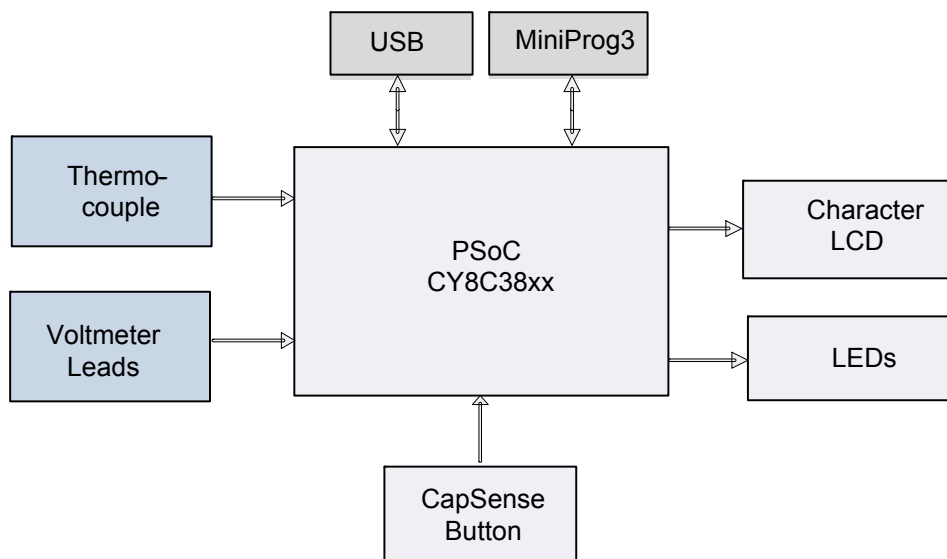 USB
MiniProg3
Thermo-
couple
PSoC
CY8C38xx
Character
LCD
Voltmeter
Leads
LEDs
CapSense
Button